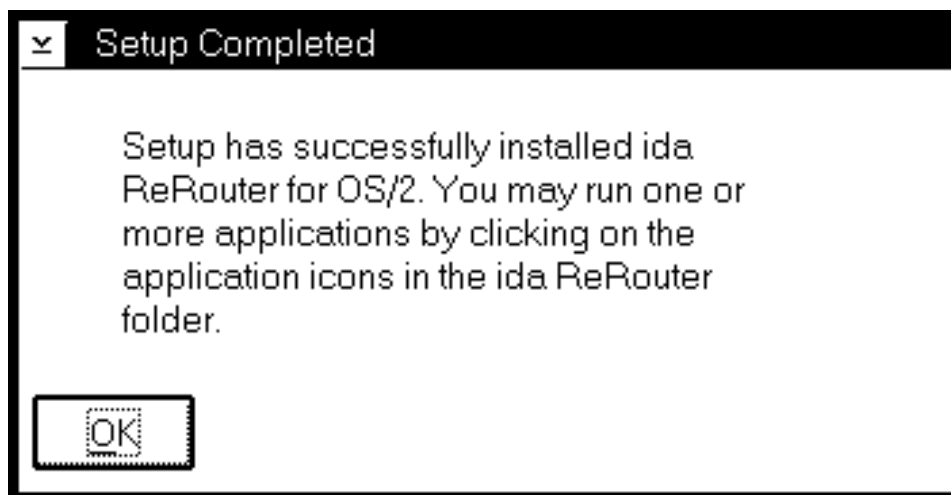 Setup Completed
Setup has successfully installed ida
ReRouter for OS/2. You may run one or
more applications by clicking on the
application icons in the ida ReRouter
folder.
OK